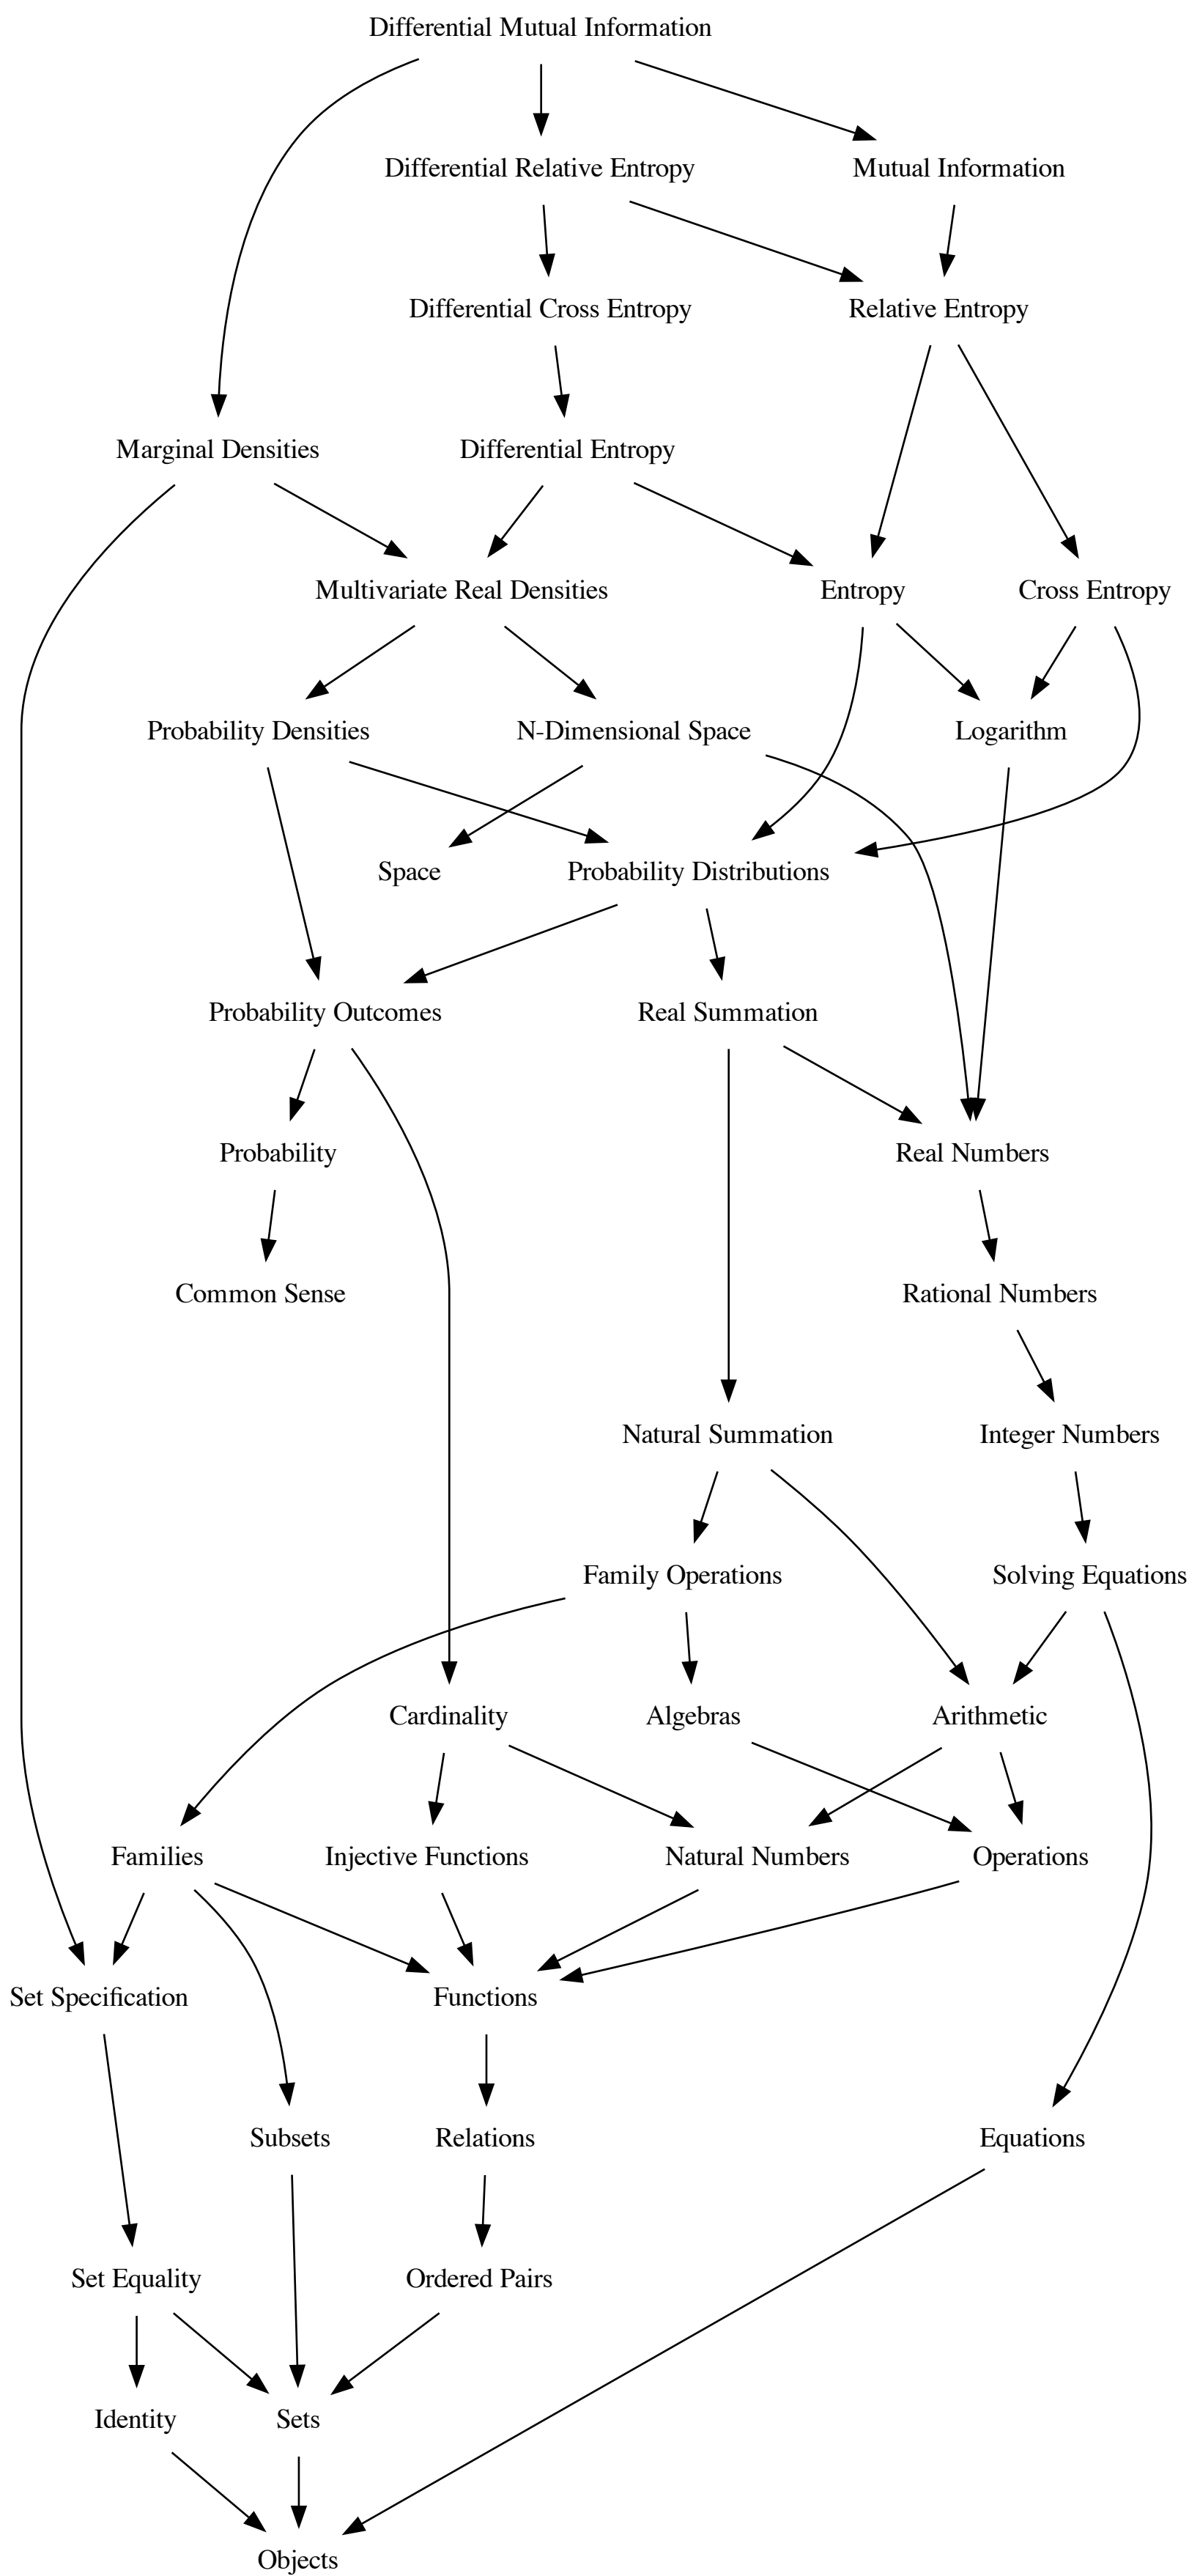 Differential Mutual Information
Differential Relative Entropy
Mutual Information
Differential Cross Entropy
Relative Entropy
Marginal Densities
Differential Entropy
Multivariate Real Densities
Entropy
Cross Entropy
Probability Densities
N-Dimensional Space
Logarithm
Space
Probability Distributions
Probability Outcomes
Real Summation
Probability
Real Numbers
Common Sense
Rational Numbers
Natural Summation
Integer Numbers
Family Operations
Solving Equations
Cardinality
Algebras
Arithmetic
Families
Injective Functions
Natural Numbers
Operations
Set Specification
Functions
Subsets
Relations
Equations
Set Equality
Ordered Pairs
Identity
Sets
Objects